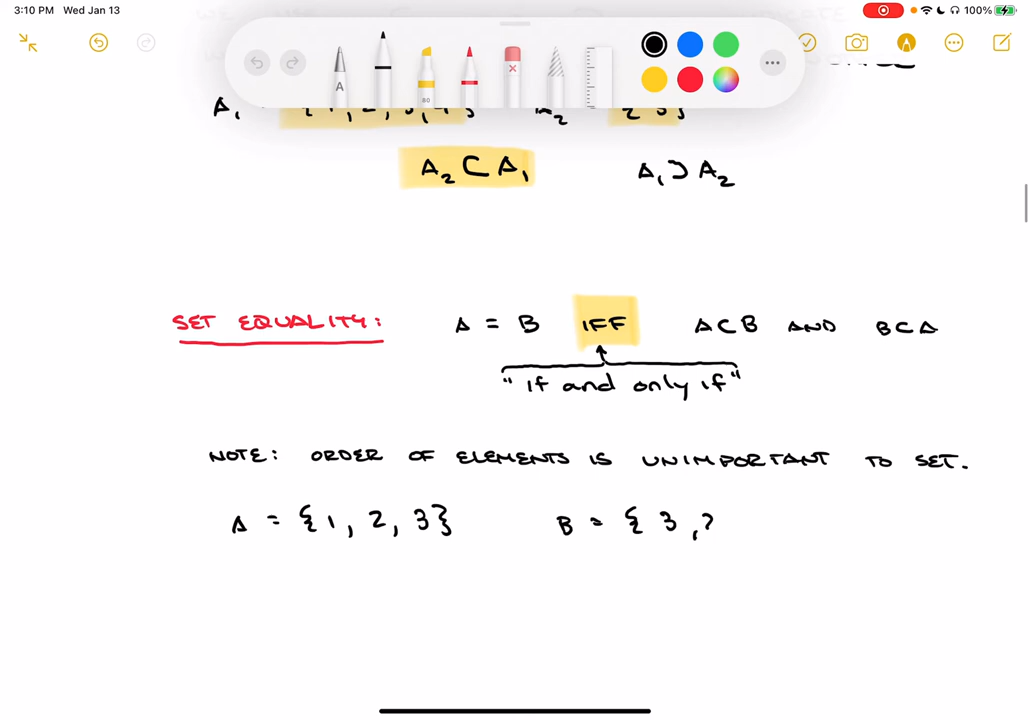 3:10 PM Wed Jan 13 100%
A
80
A₂ ⊂ A₁ A₁ ⊃ A₂
SET EQUALITY: A = B IFF A⊂B AND B⊂A
"if and only if"
NOTE: ORDER OF ELEMENTS IS UNIMPORTANT TO SET.
A = {1, 2, 3} B = { 3 ,